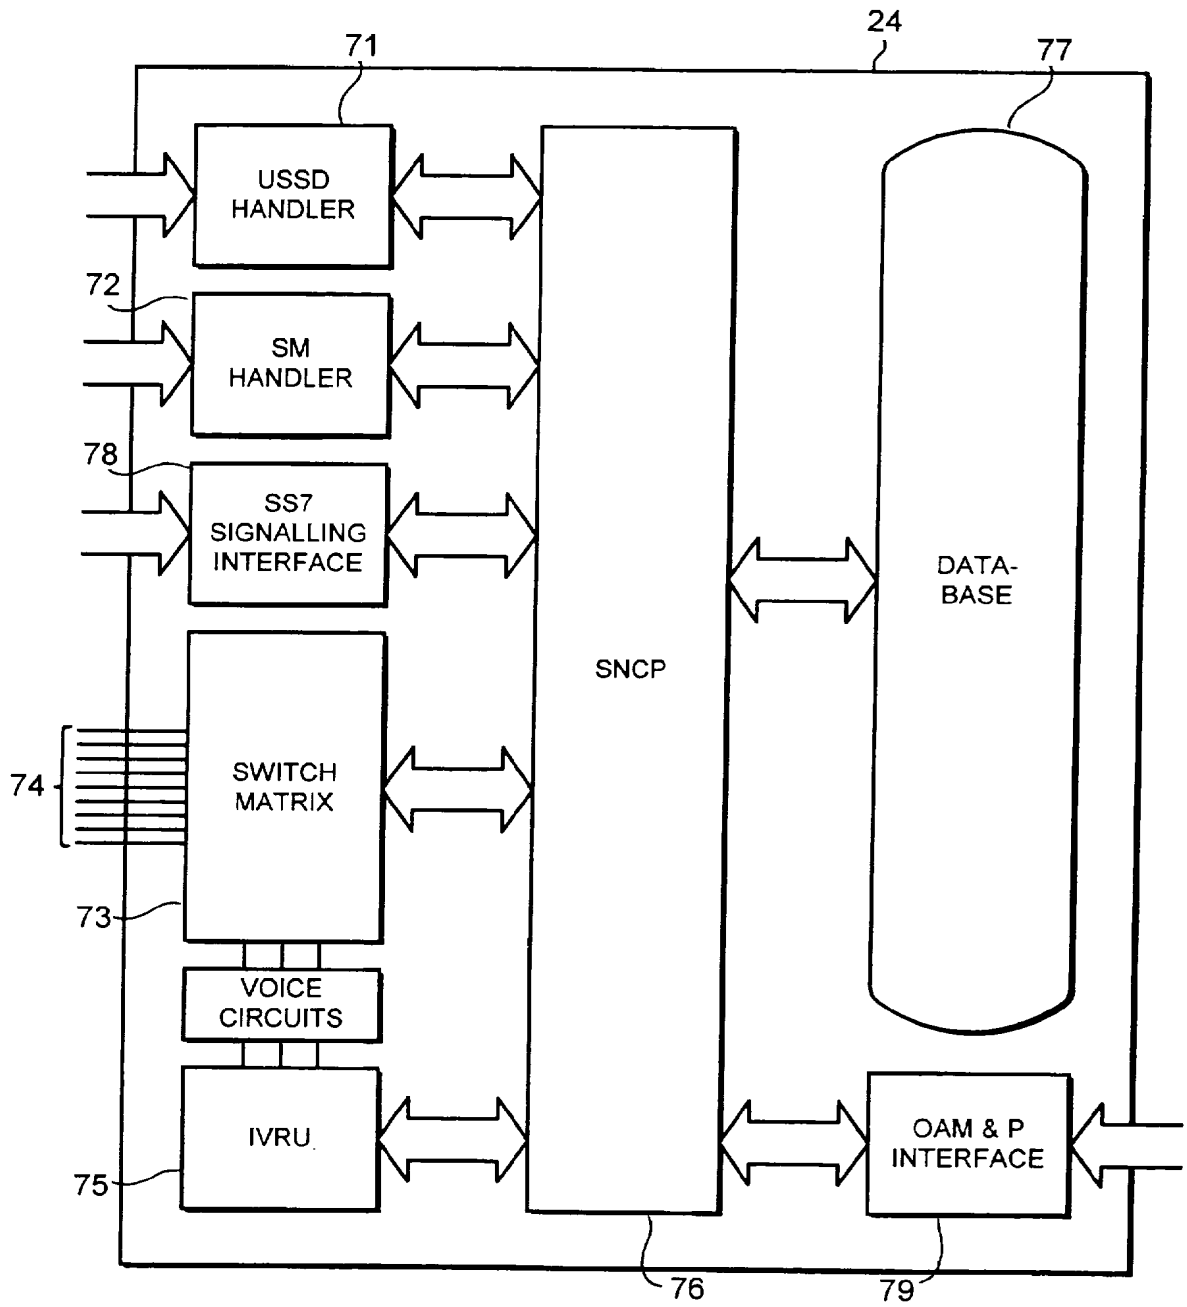 24
71
77
USSD
HANDLER
72
SM
HANDLER
78
SS7
SIGNALLING
INTERFACE
DATA-
BASE
SNCP
74
SWITCH
MATRIX
73
VOICE
CIRCUITS
IVRU
OAM & P
INTERFACE
75
76
79